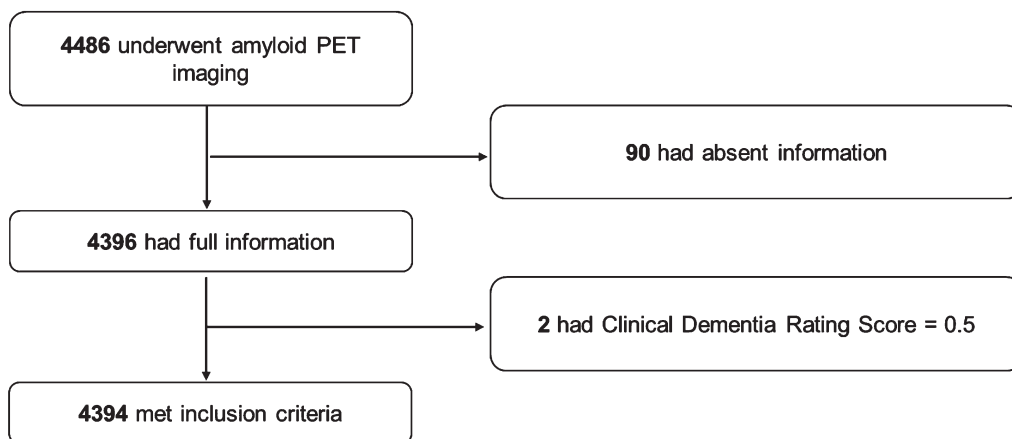 4486 underwent amyloid PET
imaging
90 had absent information
4396 had full information
2 had Clinical Dementia Rating Score = 0.5
4394 met inclusion criteria